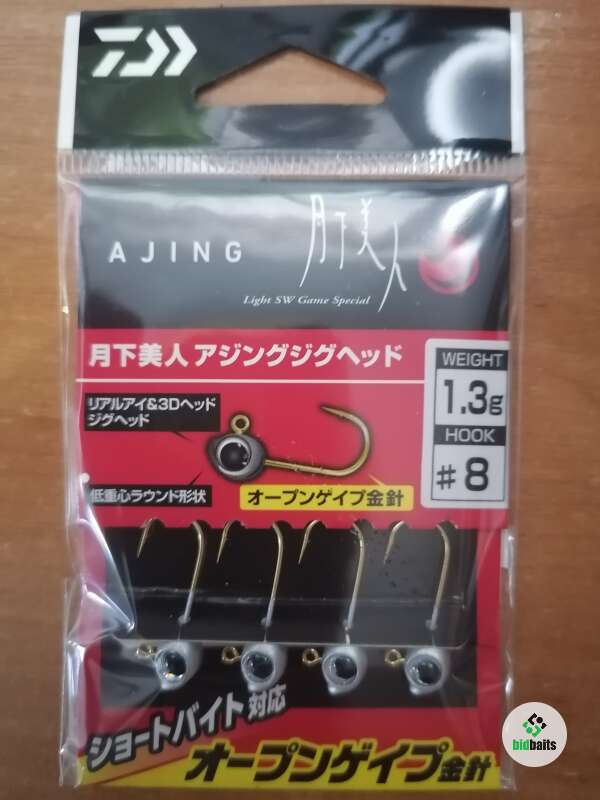 AJING
月下美人
Light SW Game Special
月下美人 アジングジグヘッド
WEIGHT
1.3g
HOOK
#8
リアルアイ&3Dヘッド
ジグヘッド
低重心ラウンド形状
オープンゲイプ金針
ショートバイト対応
オープンゲイプ金針
bidbaits